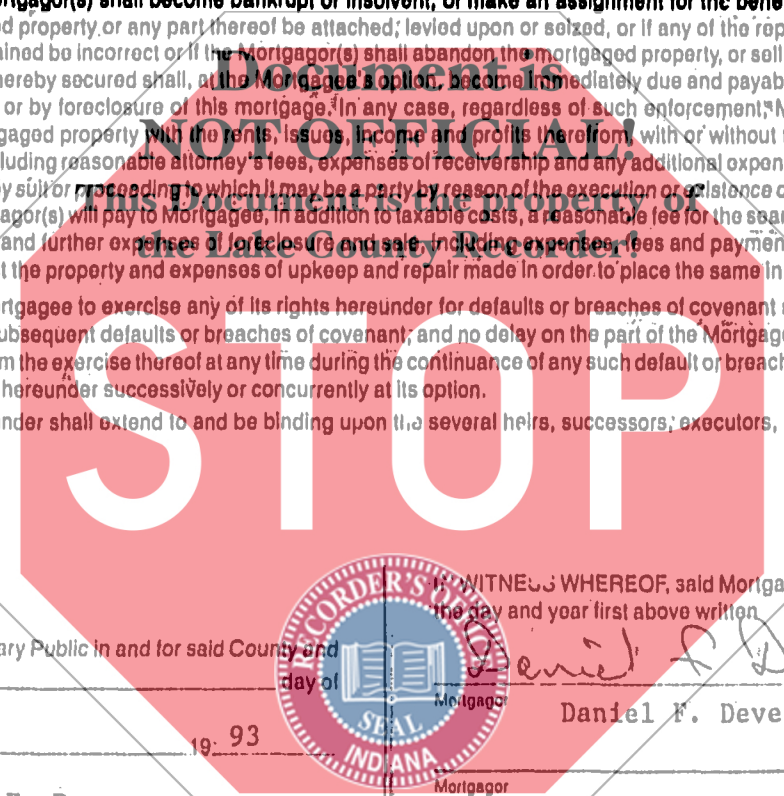 rtgagor(s) shall become bankrupt or insolvent, or make an assignment for the bene
d property or any part thereof be attached, levied upon or seized, or if any of the rep
ained be incorrect or if the Mortgagor(s) shall abandon the mortgaged property, or sell
hereby secured shall, at the Mortgagee's option, become immediately due and payab
or by foreclosure of this mortgage. In any case, regardless of such enforcement,
gaged property with the rents, issues, income and profits therefrom, with or without
luding reasonable attorney's fees, expenses of receivership and any additional expen
y suit or proceeding to which it may be a party by reason of the execution or existence o
agor(s) will pay to Mortgagee, in addition to taxable costs, a reasonable fee for the sear
and further expenses of foreclosure and sale, including expenses, fees and paymen
t the property and expenses of upkeep and repair made in order to place the same in
Document is
NOT OFFICIAL!
This Document is the property of
the Lake County Recorder!
rtgagee to exercise any of its rights hereunder for defaults or breaches of covenant
ubsequent defaults or breaches of covenant, and no delay on the part of the Mortgag
m the exercise thereof at any time during the continuance of any such default or breach
hereunder successively or concurrently at its option.
nder shall extend to and be binding upon the several heirs, successors, executors,
STOP
IN WITNESS WHEREOF, said Mortga
the day and year first above written
ary Public in and for said County and
day of
RECORDER'S OFFICE
SEAL
INDIANA
Daniel F. D
Mortgagor
Daniel F. Deve
19 93
Mortgagor